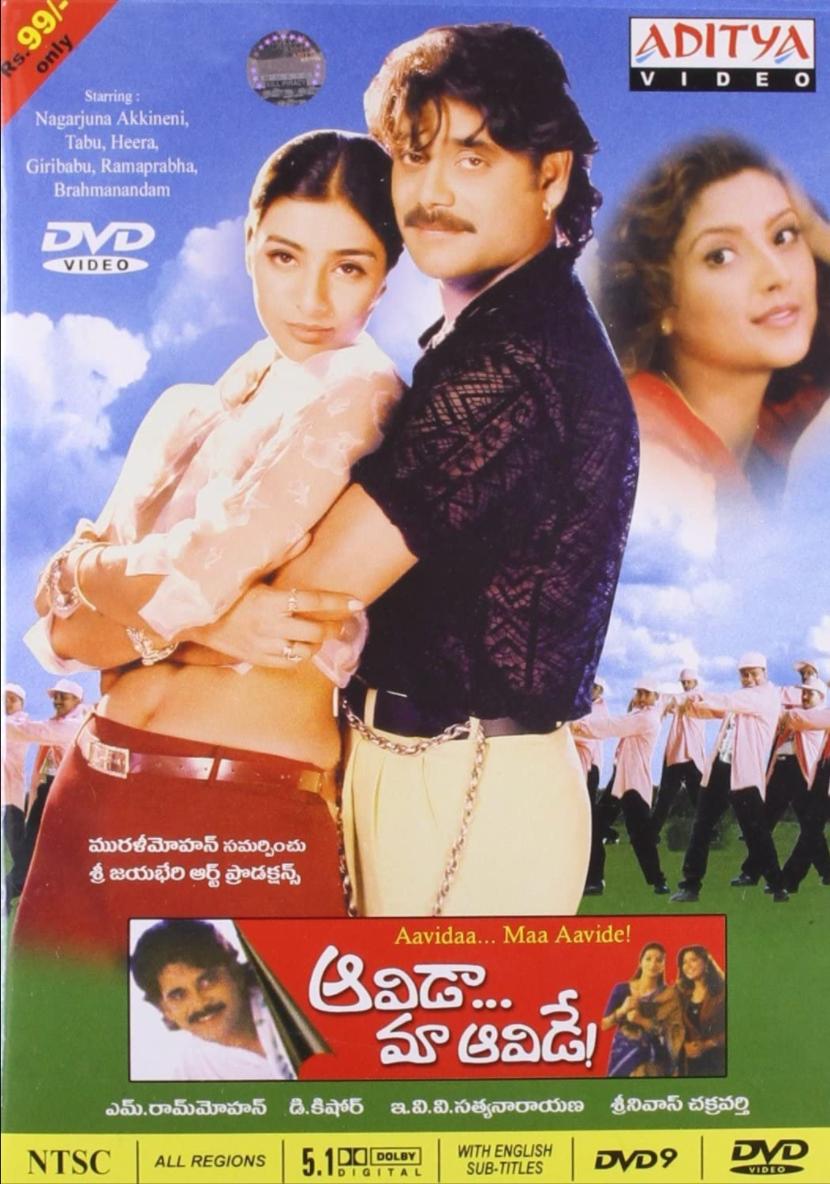 Rs. 99/-
only
ADITYA
VIDEO
Starring :
Nagarjuna Akkineni,
Tabu, Heera,
Giribabu, Ramaprabha,
Brahmanandam
DVD
VIDEO
మురళీమోహన్ సమర్పించు
శ్రీ జయభేరి ఆర్ట్ ప్రొడక్షన్స్
Aavidaa... Maa Aavide!
ఆవిడా...
మా ఆవిడే!
ఎమ్.రామ్‌మోహన్ డి.కిషోర్ ఇ.వి.వి.సత్యనారాయణ శ్రీనివాస్ చక్రవర్తి
NTSC
ALL REGIONS
5.1 DOLBY
DIGITAL
WITH ENGLISH
SUB-TITLES
DVD9
DVD
VIDEO